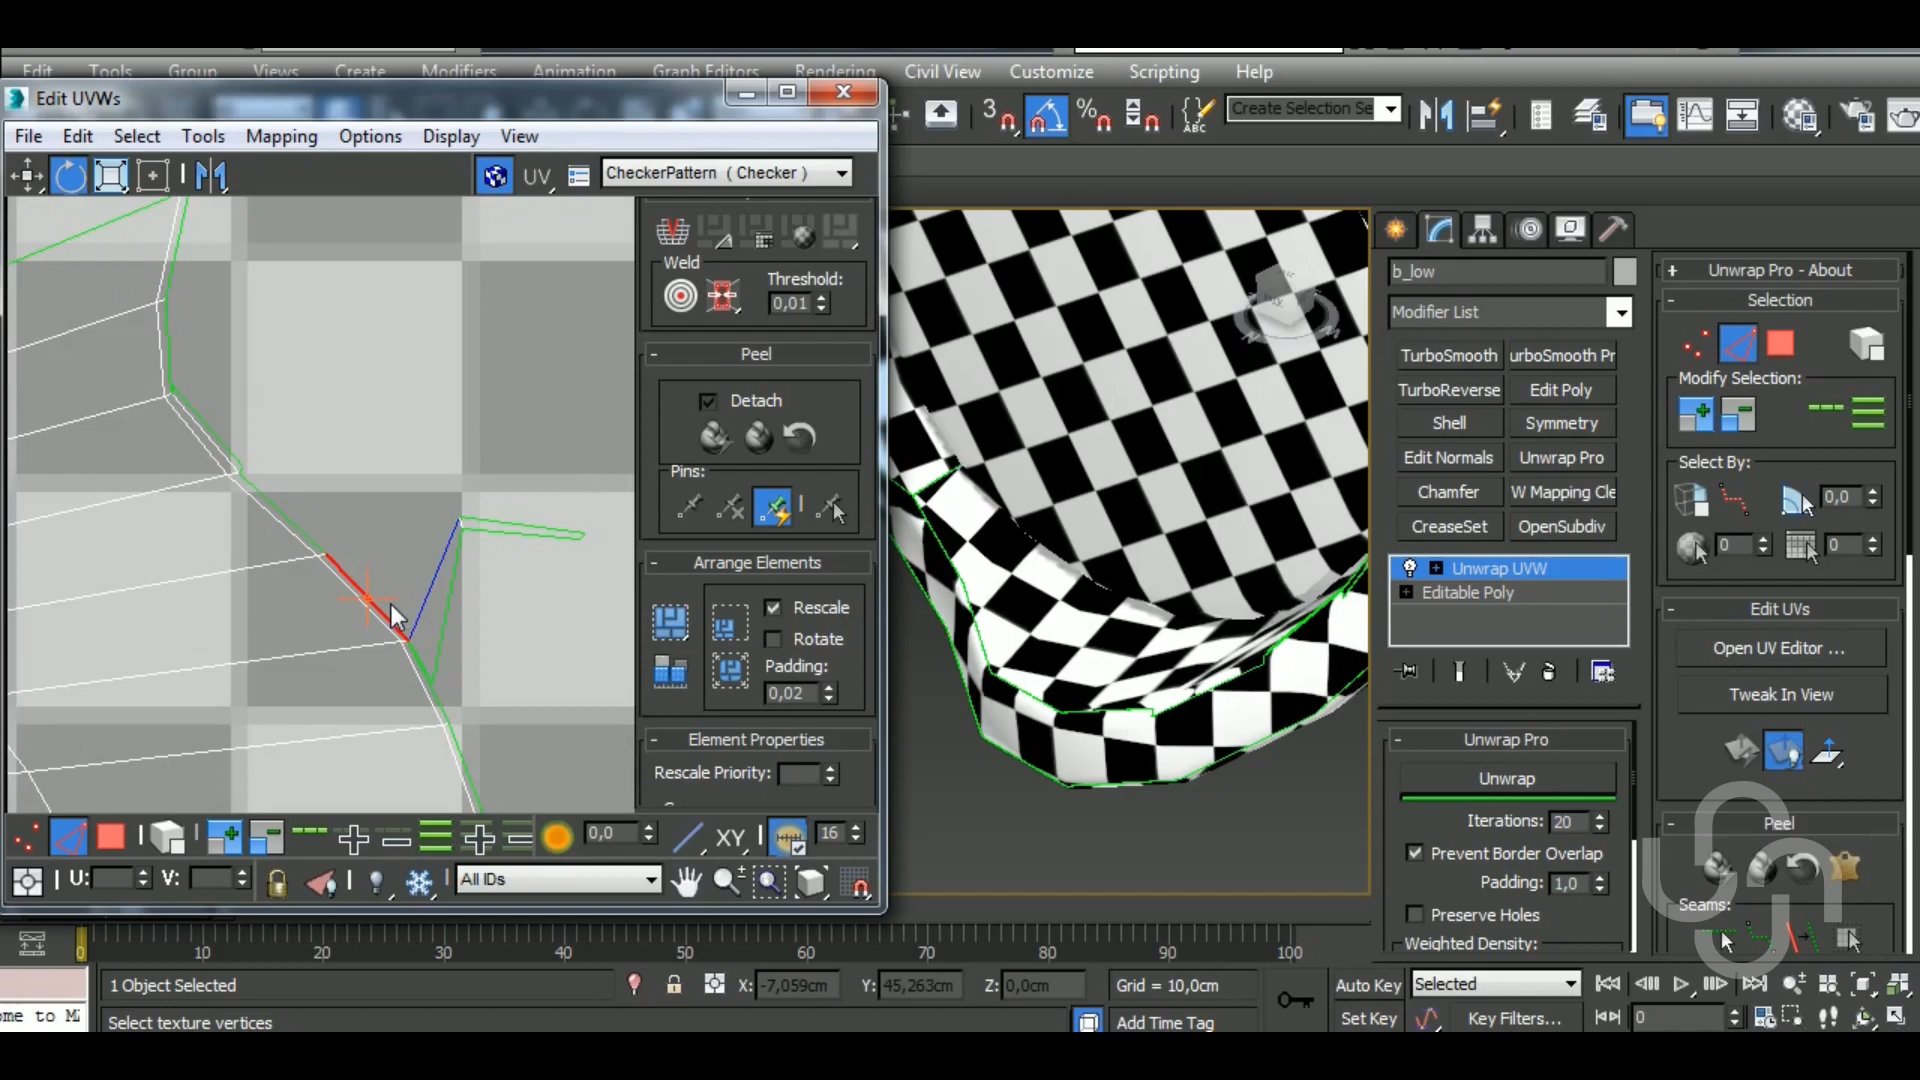 Edit Tools Group Views Create Modifiers Animation Graph Editors Rendering Civil View Customize Scripting Help
Edit UVWs
File Edit Select Tools Mapping Options Display View
UV
CheckerPattern ( Checker )
Create Selection Se
3
%
ABC
Weld
Threshold:
0,01
Peel
Detach
Pins:
Arrange Elements
Rescale
Rotate
Padding:
0,02
Element Properties
Rescale Priority:
0,0
XY
16
U:
V:
All IDs
b_low
Modifier List
TurboSmooth
urboSmooth Pr
TurboReverse
Edit Poly
Shell
Symmetry
Edit Normals
Unwrap Pro
Chamfer
W Mapping Cle
CreaseSet
OpenSubdiv
Unwrap UVW
Editable Poly
Unwrap Pro
Unwrap
Iterations: 20
Prevent Border Overlap
Padding: 1,0
Preserve Holes
Weighted Density:
Unwrap Pro - About
Selection
Modify Selection:
Select By:
0,0
0
0
Edit UVs
Open UV Editor ...
Tweak In View
Peel
Seams:
0 10 20 30 40 50 60 70 80 90 100
1 Object Selected
X: -7,059cm
Y: 45,263cm
Z: 0,0cm
Grid = 10,0cm
Auto Key
Selected
ome to MA
Select texture vertices
Add Time Tag
Set Key
Key Filters...
0